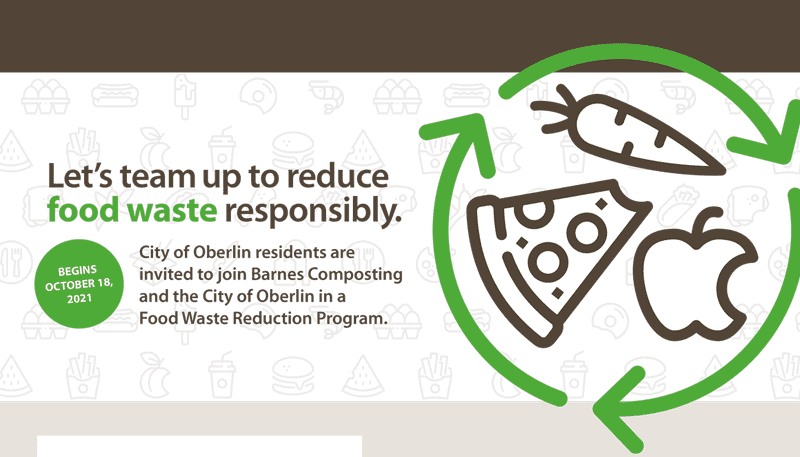 Let's team up to reduce
food waste responsibly.
BEGINS
OCTOBER 18,
2021
City of Oberlin residents are
invited to join Barnes Composting
and the City of Oberlin in a
Food Waste Reduction Program.